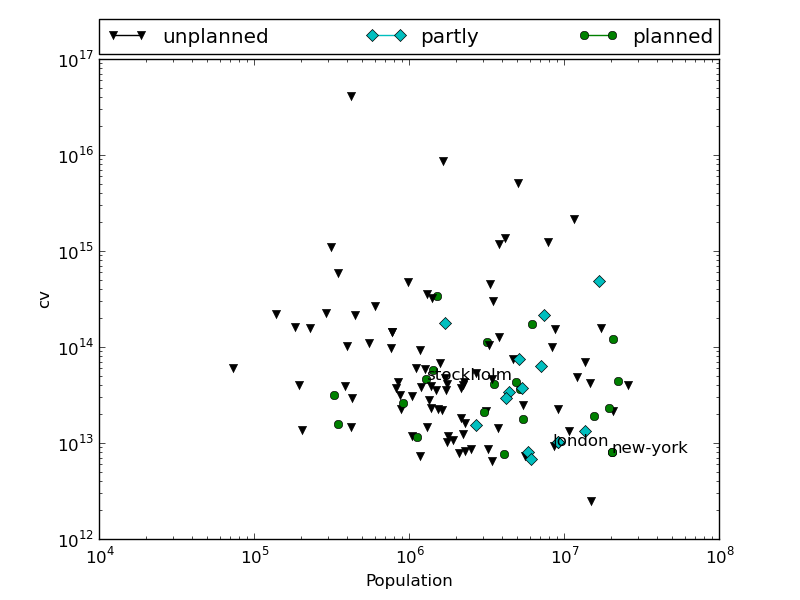 unplanned partly planned
10^17
10^16
10^15
cv
10^14
stockholm
10^13
london
new-york
10^12
10^4 10^5 10^6 10^7 10^8
Population